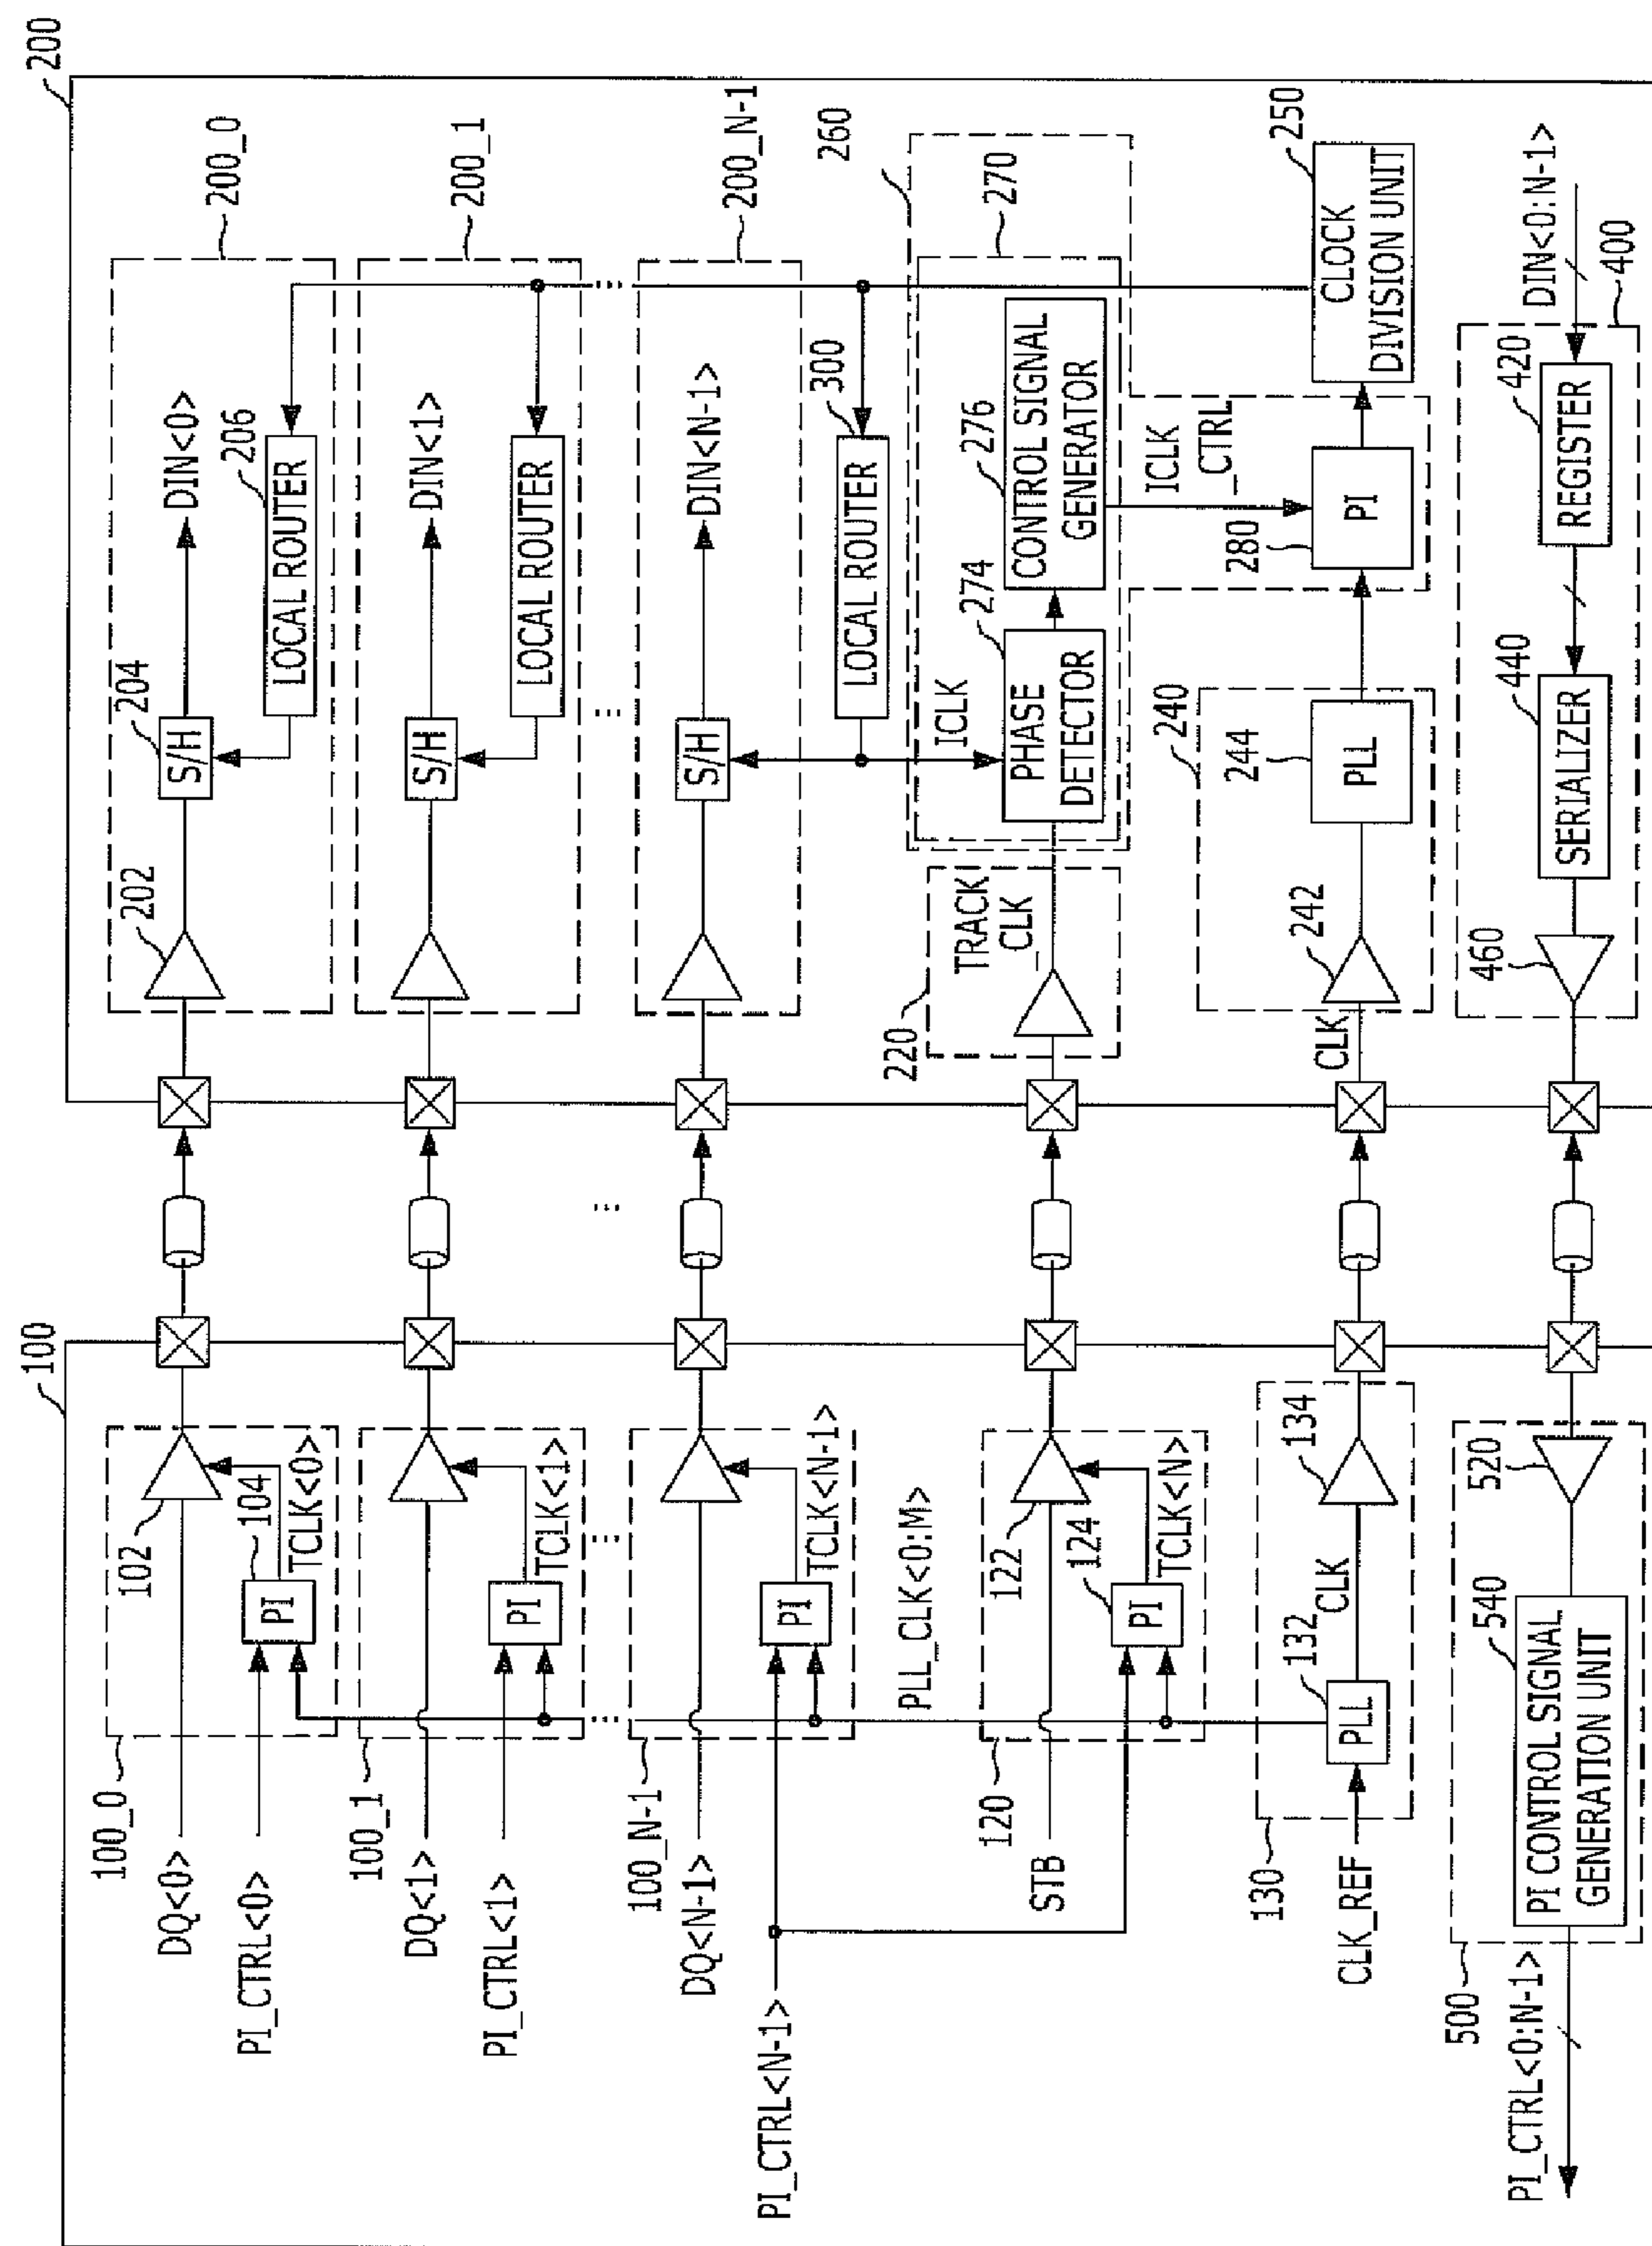 100
200
100_0
DQ<0>
PI_CTRL<0>
102
104
PI
TCLK<0>
202
204
S/H
DIN<0>
206
LOCAL ROUTER
200_0
100_1
DQ<1>
PI_CTRL<1>
PI
TCLK<1>
S/H
DIN<1>
LOCAL ROUTER
200_1
...
...
...
...
...
100_N-1
DQ<N-1>
PI_CTRL<N-1>
PI
TCLK<N-1>
S/H
DIN<N-1>
200_N-1
LOCAL ROUTER
300
PLL_CLK<0:M>
120
STB
122
124
PI
TCLK<N>
220
TRACK
_CLK
ICLK
PHASE
DETECTOR
274
CONTROL SIGNAL
GENERATOR
276
270
260
130
CLK_REF
132
PLL
CLK
134
CLK
242
240
244
PLL
ICLK
_CTRL
280
PI
CLOCK
DIVISION UNIT
250
500
PI_CTRL<0:N-1>
540
PI CONTROL SIGNAL
GENERATION UNIT
520
460
440
SERIALIZER
420
REGISTER
400
DIN<0:N-1>